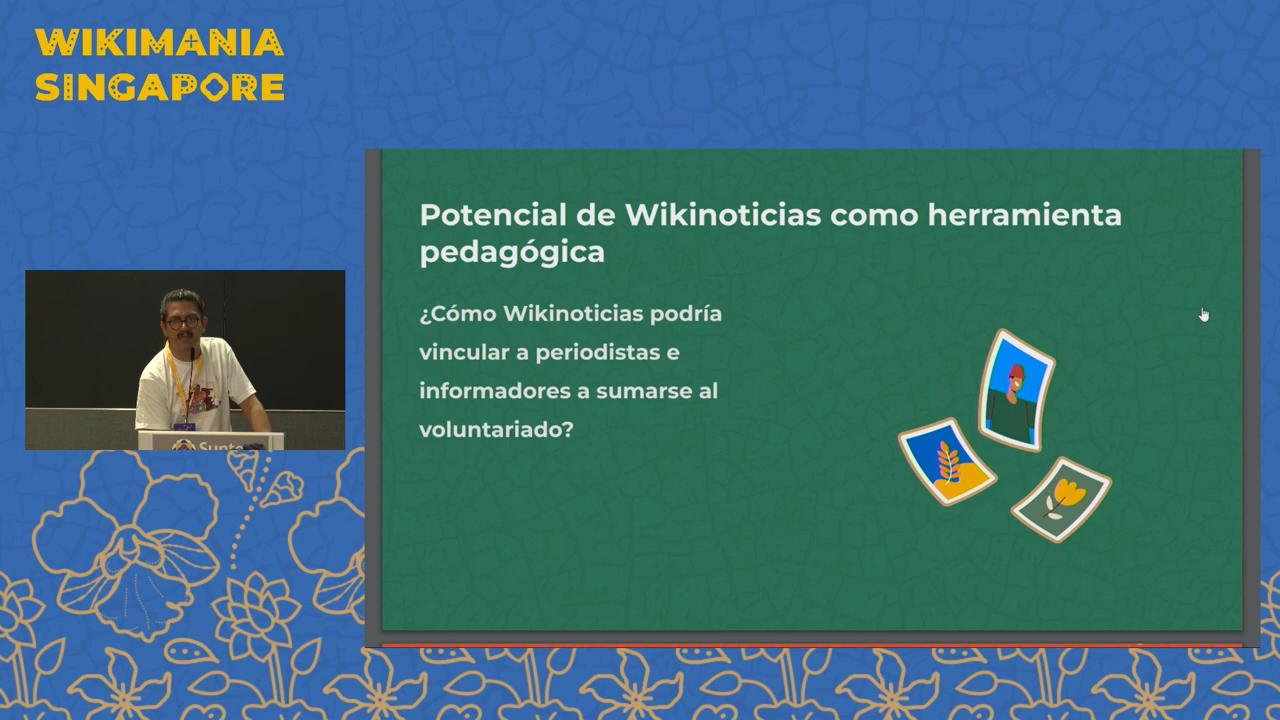 WIKIMANIA
SINGAPORE
Potencial de Wikinoticias como herramienta
pedagógica
¿Cómo Wikinoticias podría
vincular a periodistas e
informadores a sumarse al
voluntariado?